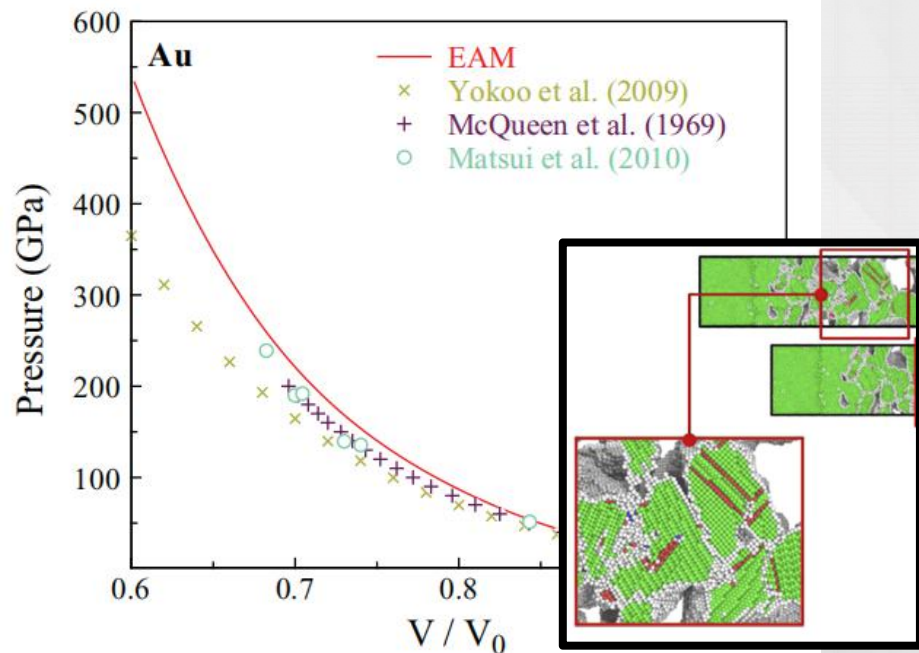 600
Au
EAM
Yokoo et al. (2009)
McQueen et al. (1969)
Matsui et al. (2010)
500
400
300
200
100
Pressure (GPa)
0.6
0.7
0.8
V / V0